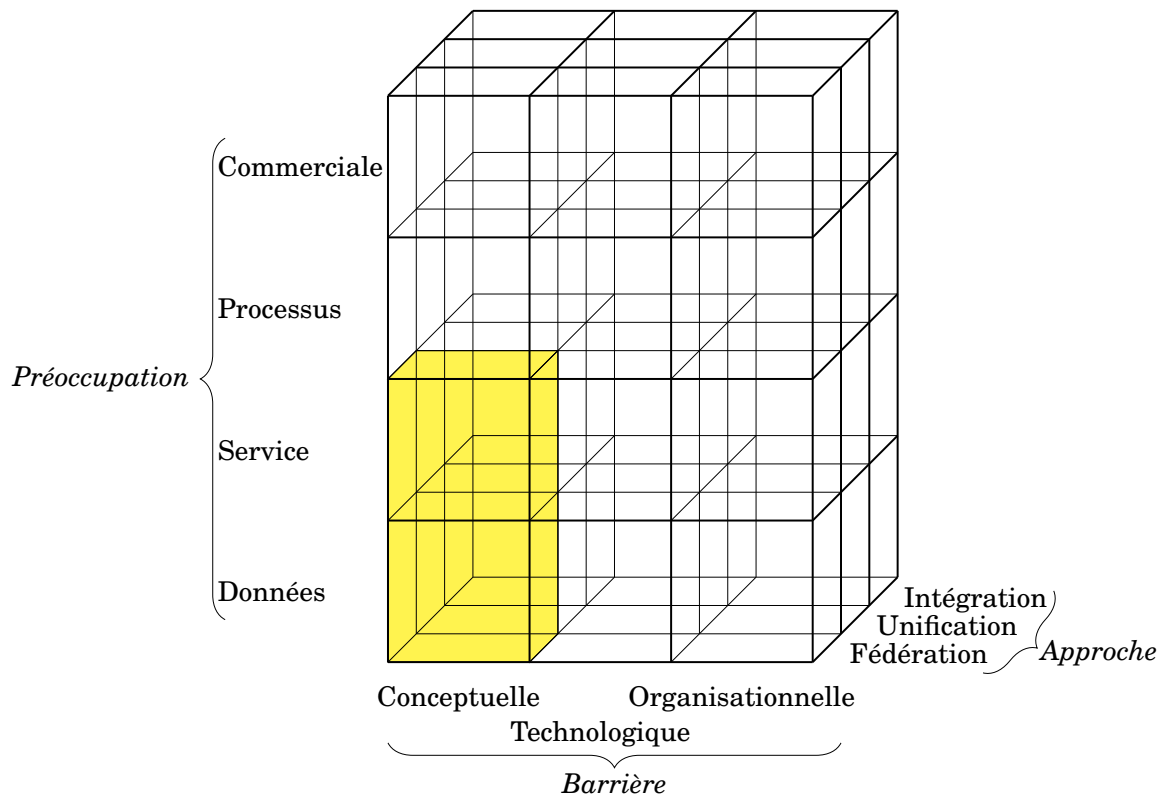 Commerciale
Processus
Préoccupation
Service
Données
Intégration
Unification
Fédération
Approche
Conceptuelle
Organisationnelle
Technologique
Barrière